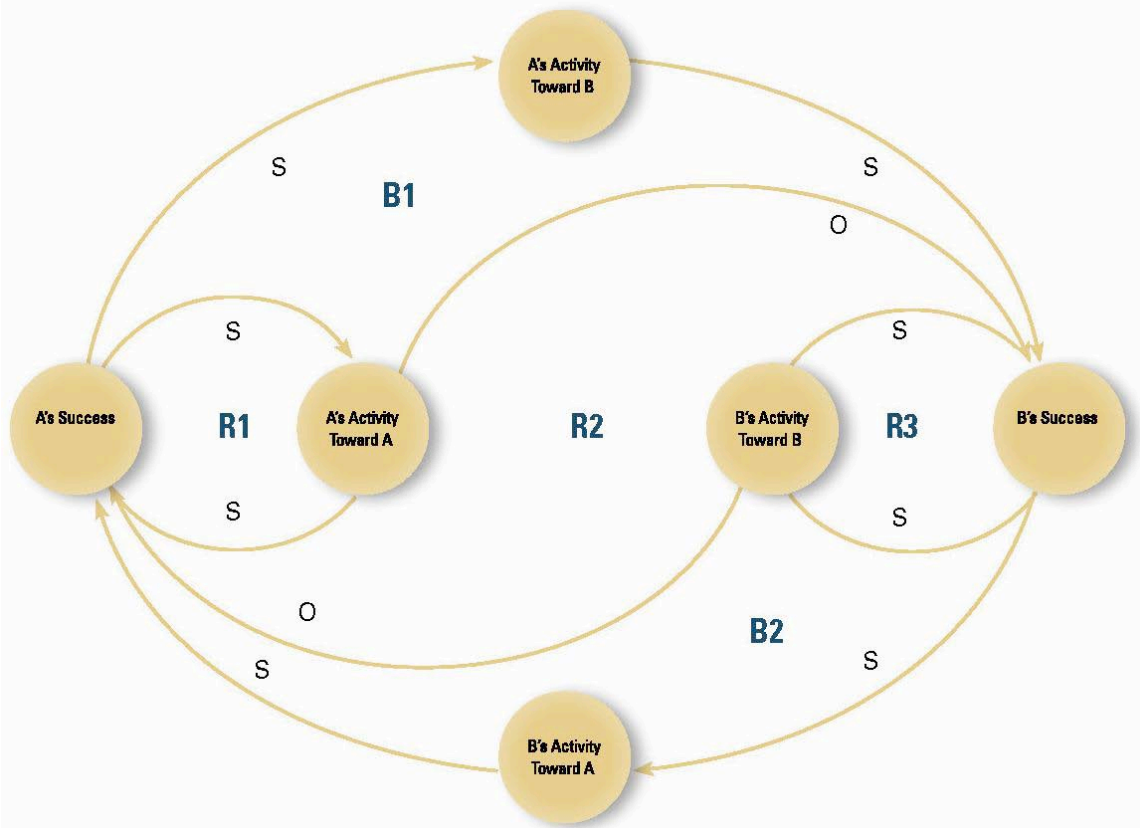 A's Activity
Toward B
S
S
B1
O
S
S
A's Success
R1
A's Activity
Toward A
R2
B's Activity
Toward B
R3
B's Success
S
S
O
B2
S
S
B's Activity
Toward A